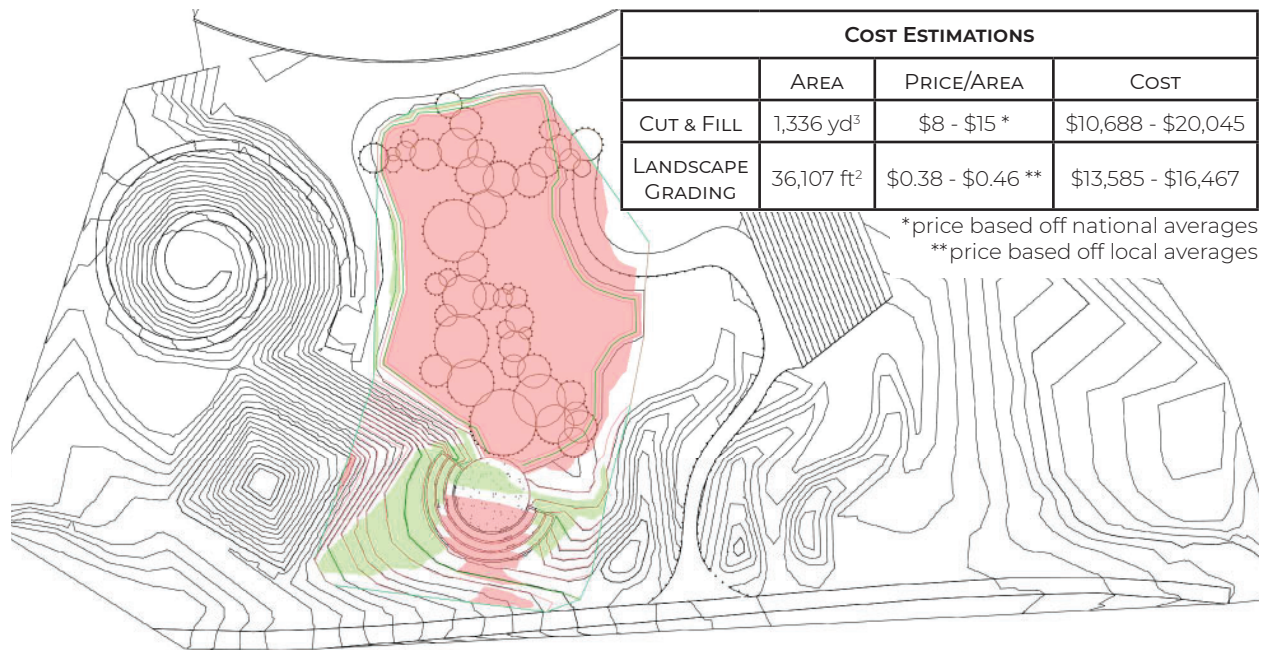 COST ESTIMATIONS
AREA PRICE/AREA COST
CUT & FILL 1,336 yd³ $8 - $15 * $10,688 - $20,045
LANDSCAPE GRADING 36,107 ft² $0.38 - $0.46 ** $13,585 - $16,467
*price based off national averages
**price based off local averages